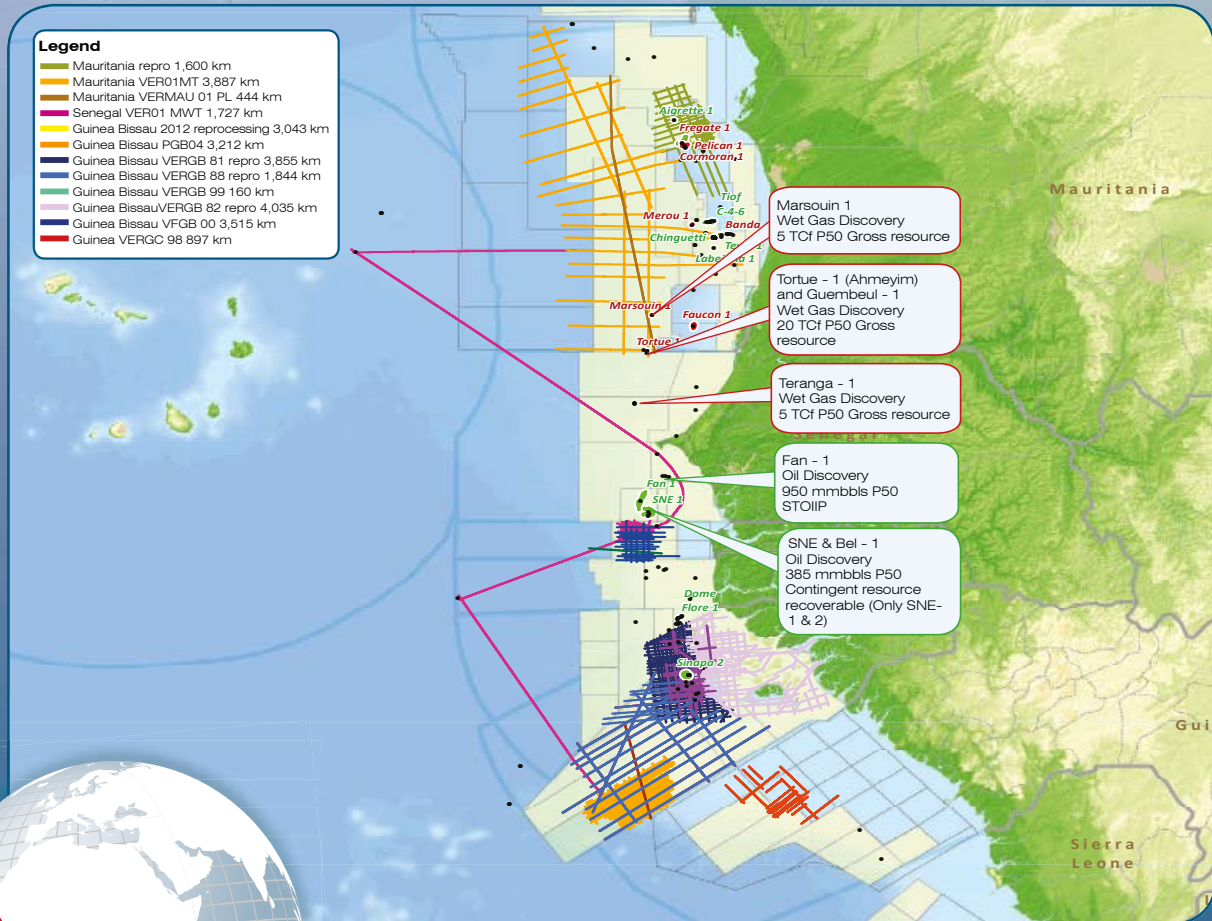 Legend
Mauritania repro 1,600 km
Mauritania VER01MT 3,887 km
Mauritania VERMAU 01 PL 444 km
Senegal VER01 MWT 1,727 km
Guinea Bissau 2012 reprocessing 3,043 km
Guinea Bissau PGB04 3,212 km
Guinea Bissau VERGB 81 repro 3,855 km
Guinea Bissau VERGB 88 repro 1,844 km
Guinea Bissau VERGB 99 160 km
Guinea BissauVERGB 82 repro 4,035 km
Guinea Bissau VFGB 00 3,515 km
Guinea VERGC 98 897 km
Aigrette 1
Fregate 1
Pelican 1
Cormoran 1
Mauritania
Tiof
C-4-6
Merou 1
Banda
Chinguetti
Marsouin 1
Wet Gas Discovery
5 TCf P50 Gross resource
Tortue - 1 (Ahmeyim)
and Guembeul - 1
Wet Gas Discovery
20 TCf P50 Gross
resource
Marsouin 1
Faucon 1
Tortue 1
Teranga - 1
Wet Gas Discovery
5 TCf P50 Gross resource
Senegal
Fan - 1
Oil Discovery
950 mmbbls P50
STOIIP
Fan 1
SNE 1
SNE & Bel - 1
Oil Discovery
385 mmbbls P50
Contingent resource
recoverable (Only SNE-
1 & 2)
Dome
Flore 1
Sinapa 2
Gui
Sierra
Leone